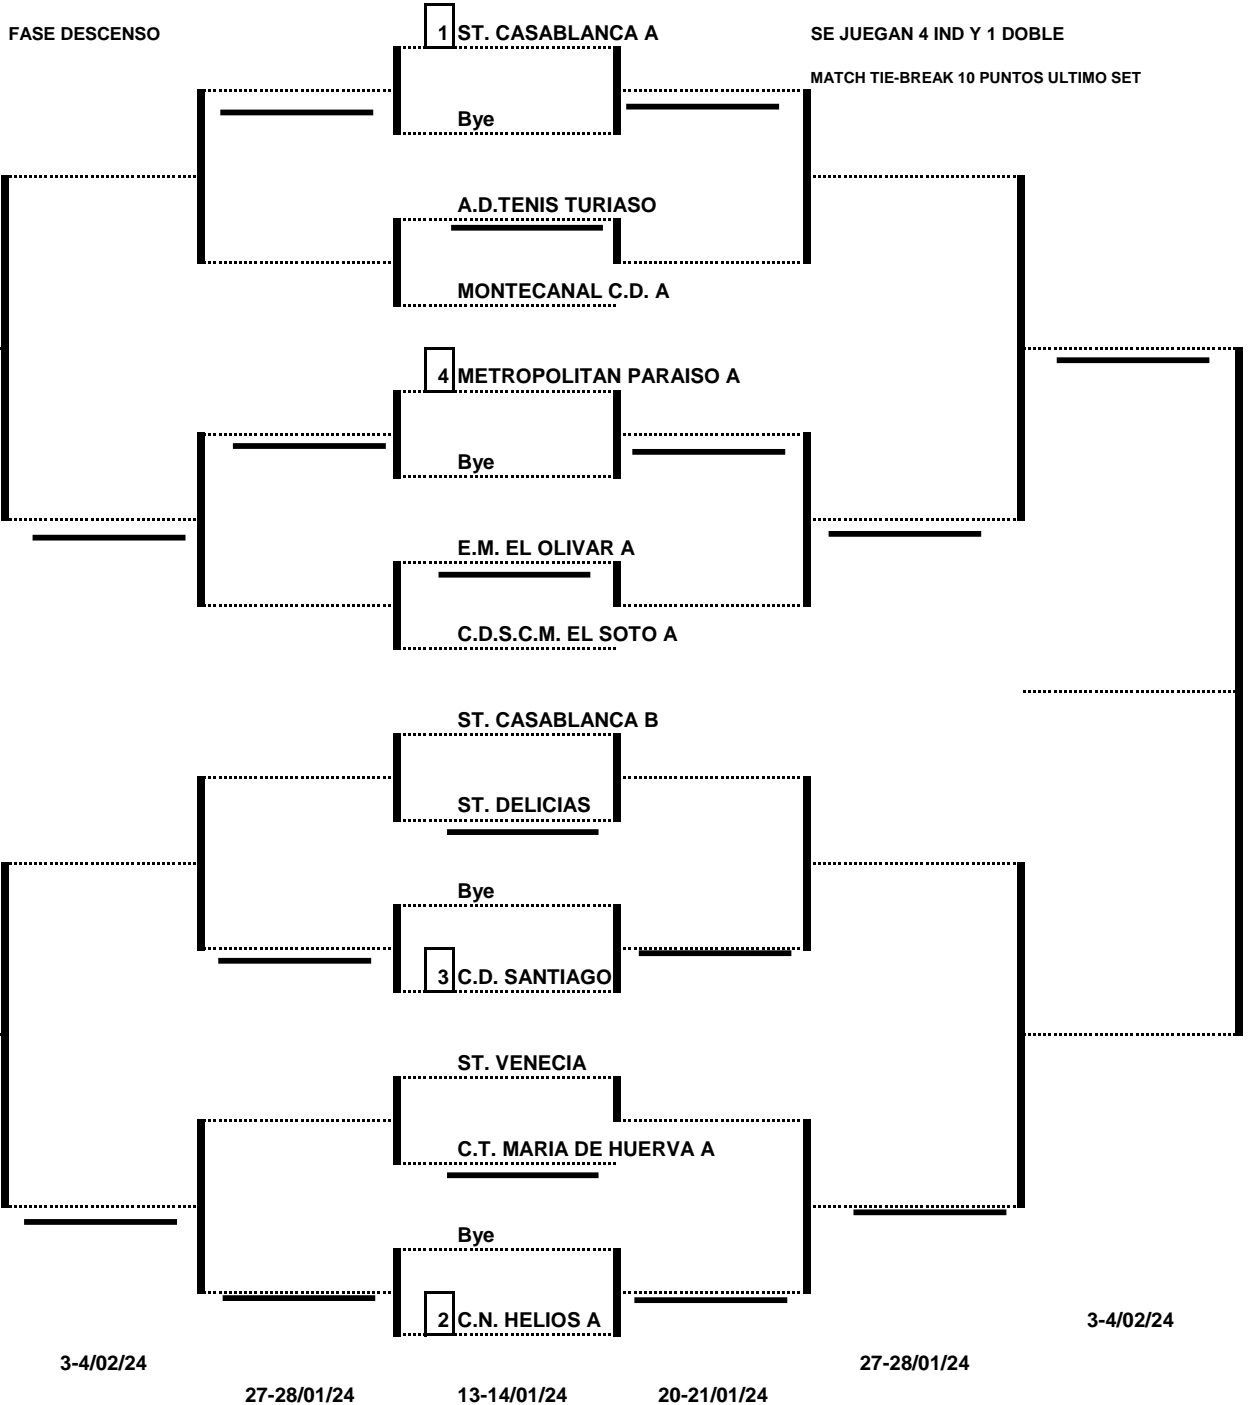 FASE DESCENSO
1 ST. CASABLANCA A
SE JUEGAN 4 IND Y 1 DOBLE
MATCH TIE-BREAK 10 PUNTOS ULTIMO SET
Bye
A.D.TENIS TURIASO
MONTECANAL C.D. A
4 METROPOLITAN PARAISO A
Bye
E.M. EL OLIVAR A
C.D.S.C.M. EL SOTO A
ST. CASABLANCA B
ST. DELICIAS
Bye
3 C.D. SANTIAGO
ST. VENECIA
C.T. MARIA DE HUERVA A
Bye
2 C.N. HELIOS A
3-4/02/24
3-4/02/24
27-28/01/24
27-28/01/24
13-14/01/24
20-21/01/24